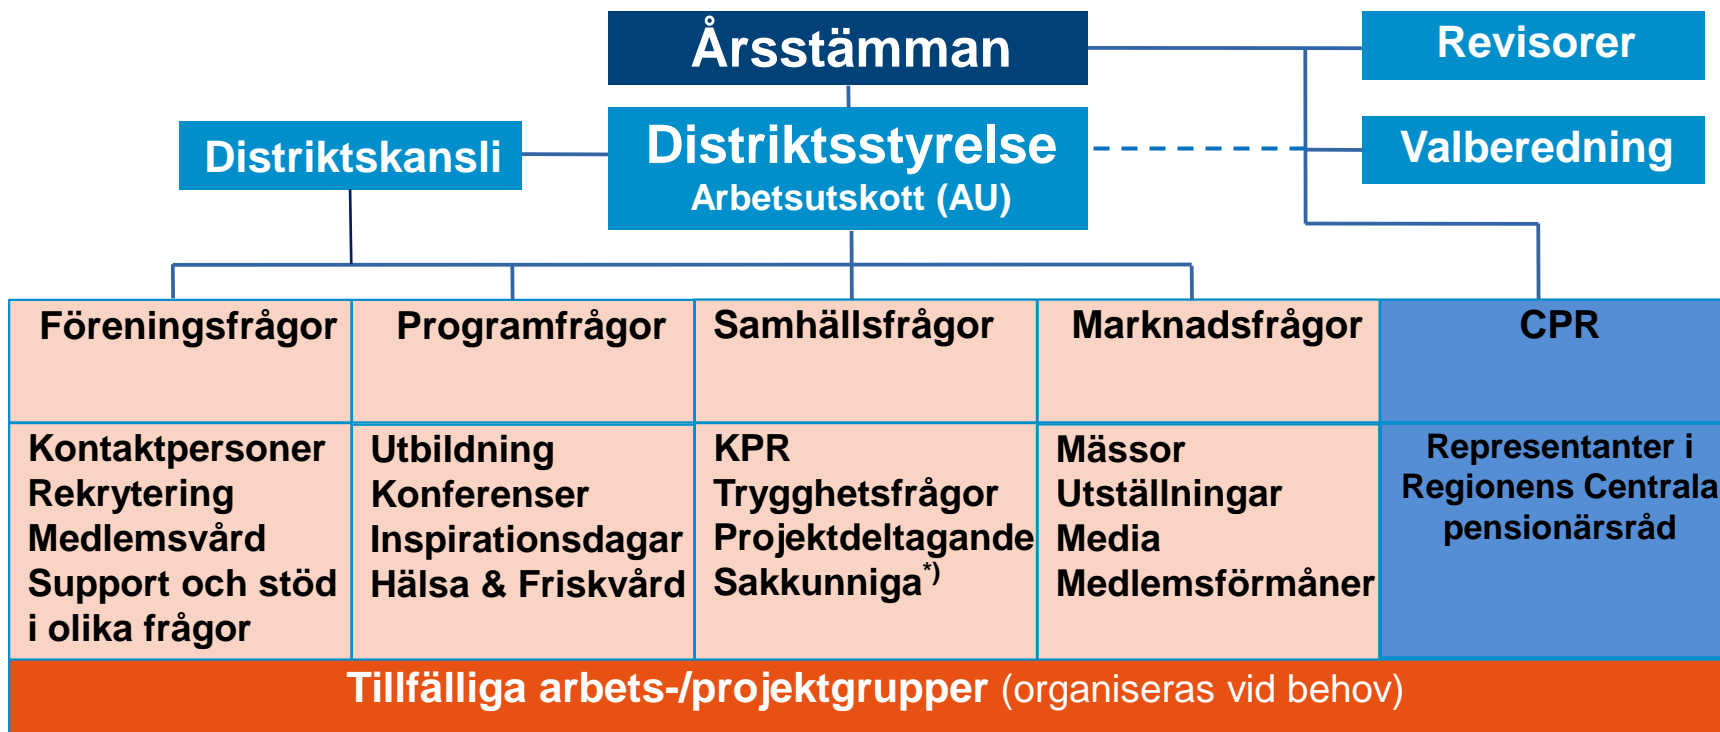 Årsstämman
Revisorer
Distriktskansli
Distriktsstyrelse
Arbetsutskott (AU)
Valberedning
Föreningsfrågor
Programfrågor
Samhällsfrågor
Marknadsfrågor
CPR
Kontaktpersoner
Rekrytering
Medlemsvård
Support och stöd
i olika frågor
Utbildning
Konferenser
Inspirationsdagar
Hälsa & Friskvård
KPR
Trygghetsfrågor
Projektdeltagande
Sakkunniga*)
Mässor
Utställningar
Media
Medlemsförmåner
Representanter i
Regionens Centrala
pensionärsråd
Tillfälliga arbets-/projektgrupper (organiseras vid behov)